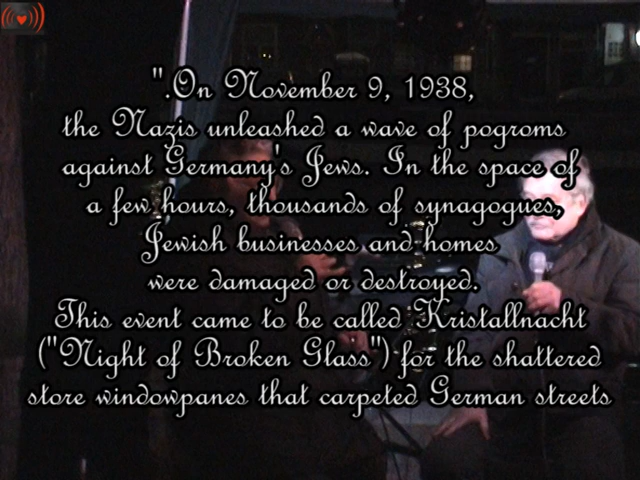 ".On November 9, 1938,
the Nazis unleashed a wave of pogroms
against Germany's Jews. In the space of
a few hours, thousands of synagogues,
Jewish businesses and homes
were damaged or destroyed.
This event came to be called Kristallnacht
("Night of Broken Glass") for the shattered
store windowpanes that carpeted German streets